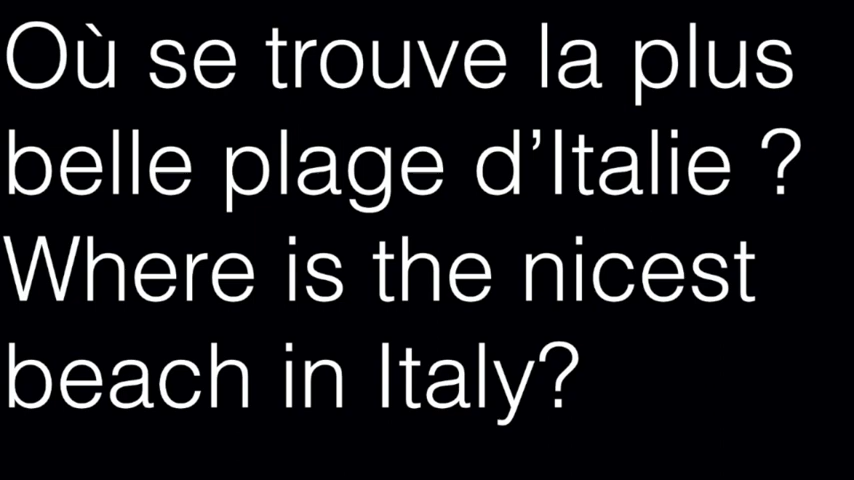 Où se trouve la plus
belle plage d’Italie ?
Where is the nicest
beach in Italy?